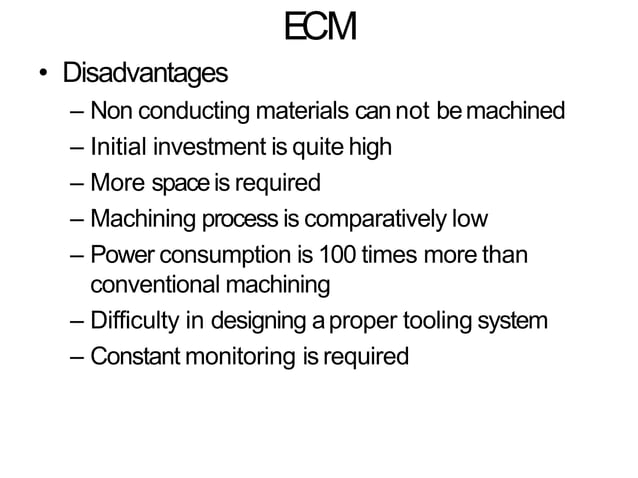 ECM
• Disadvantages
– Non conducting materials can not be machined
– Initial investment is quite high
– More space is required
– Machining process is comparatively low
– Power consumption is 100 times more than
conventional machining
– Difficulty in designing a proper tooling system
– Constant monitoring is required